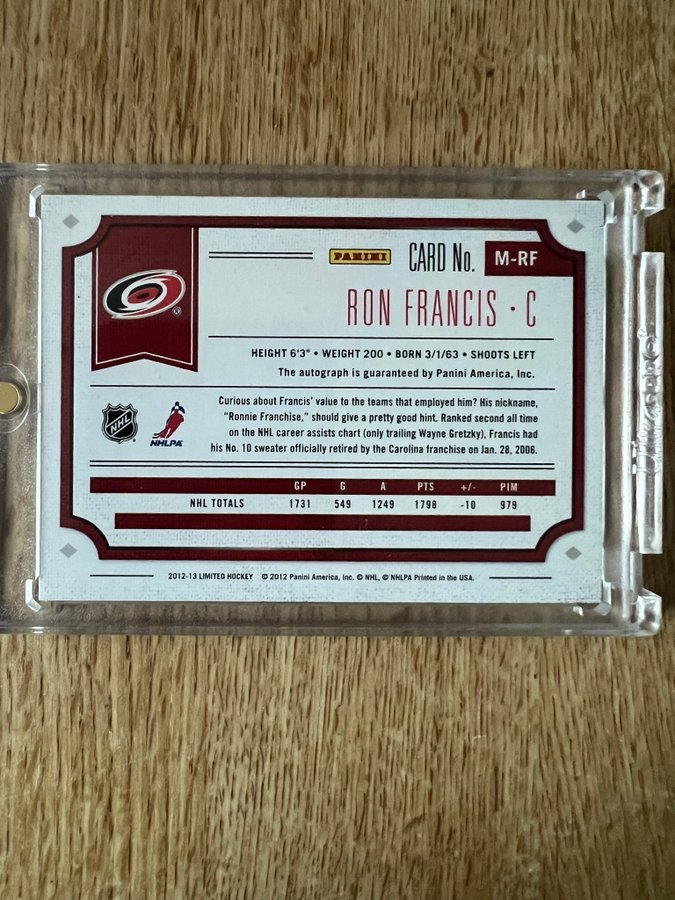 PANINI CARD No. M-RF
RON FRANCIS · C
HEIGHT 6'3" • WEIGHT 200 • BORN 3/1/63 • SHOOTS LEFT
The autograph is guaranteed by Panini America, Inc.
NHL
NHLPA
Curious about Francis' value to the teams that employed him? His nickname,
"Ronnie Franchise," should give a pretty good hint. Ranked second all time
on the NHL career assists chart (only trailing Wayne Gretzky), Francis had
his No. 10 sweater officially retired by the Carolina franchise on Jan. 28, 2006.
GP G A PTS +/- PIM
NHL TOTALS 1731 549 1249 1798 -10 979
2012-13 LIMITED HOCKEY © 2012 Panini America, Inc. © NHL, © NHLPA Printed in the USA.